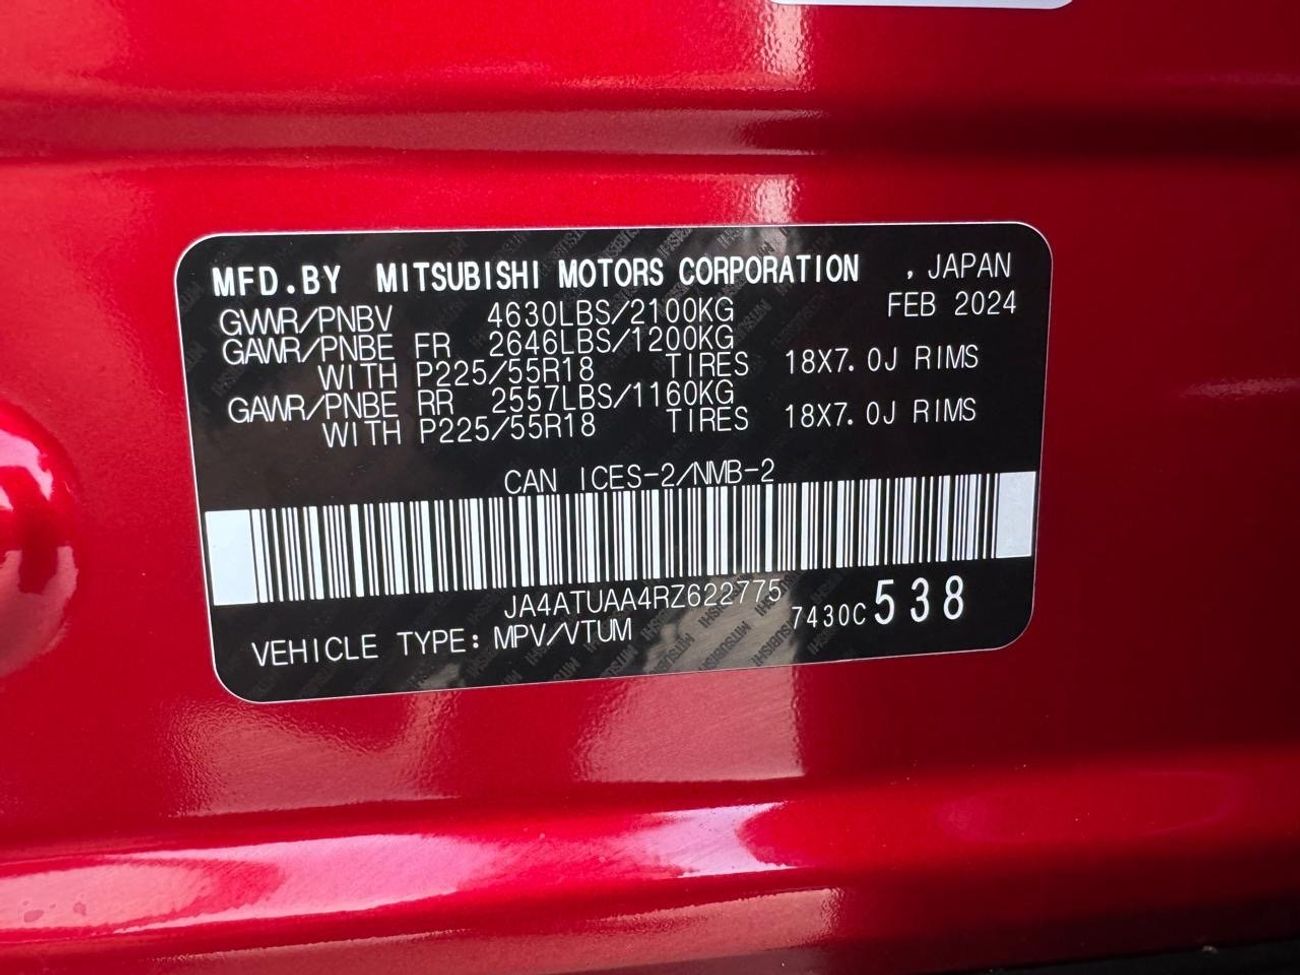 MFD.BY MITSUBISHI MOTORS CORPORATION , JAPAN
GWWR/PNBV 4630LBS/2100KG FEB 2024
GAWR/PNBE FR 2646LBS/1200KG
WITH P225/55R18 TIRES 18X7.0J RIMS
GAWR/PNBE RR 2557LBS/1160KG
WITH P225/55R18 TIRES 18X7.0J RIMS
CAN ICES-2/NMB-2
JA4ATUAA4RZ622775
7430C 538
VEHICLE TYPE: MPV/VTUM